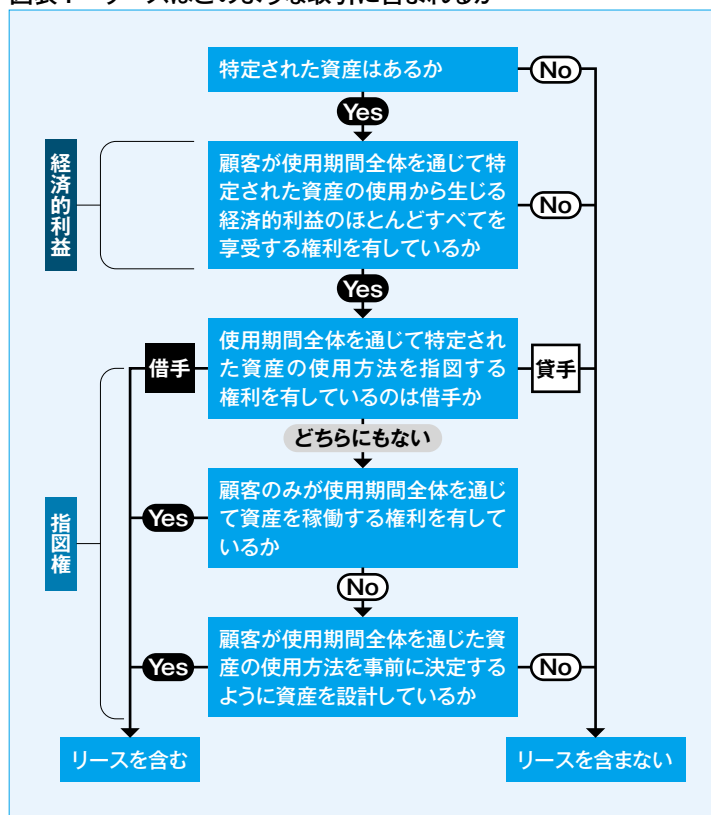 特定された資産はあるか
No
Yes
経済的利益
顧客が使用期間全体を通じて特
定された資産の使用から生じる
経済的利益のほとんどすべてを
享受する権利を有しているか
No
Yes
使用期間全体を通じて特定され
た資産の使用方法を指図する
権利を有しているのは借手か
借手
貸手
どちらにもない
指図権
顧客のみが使用期間全体を通じ
て資産を稼働する権利を有して
いるか
Yes
No
顧客が使用期間全体を通じた資
産の使用方法を事前に決定する
ように資産を設計しているか
Yes
No
リースを含む
リースを含まない